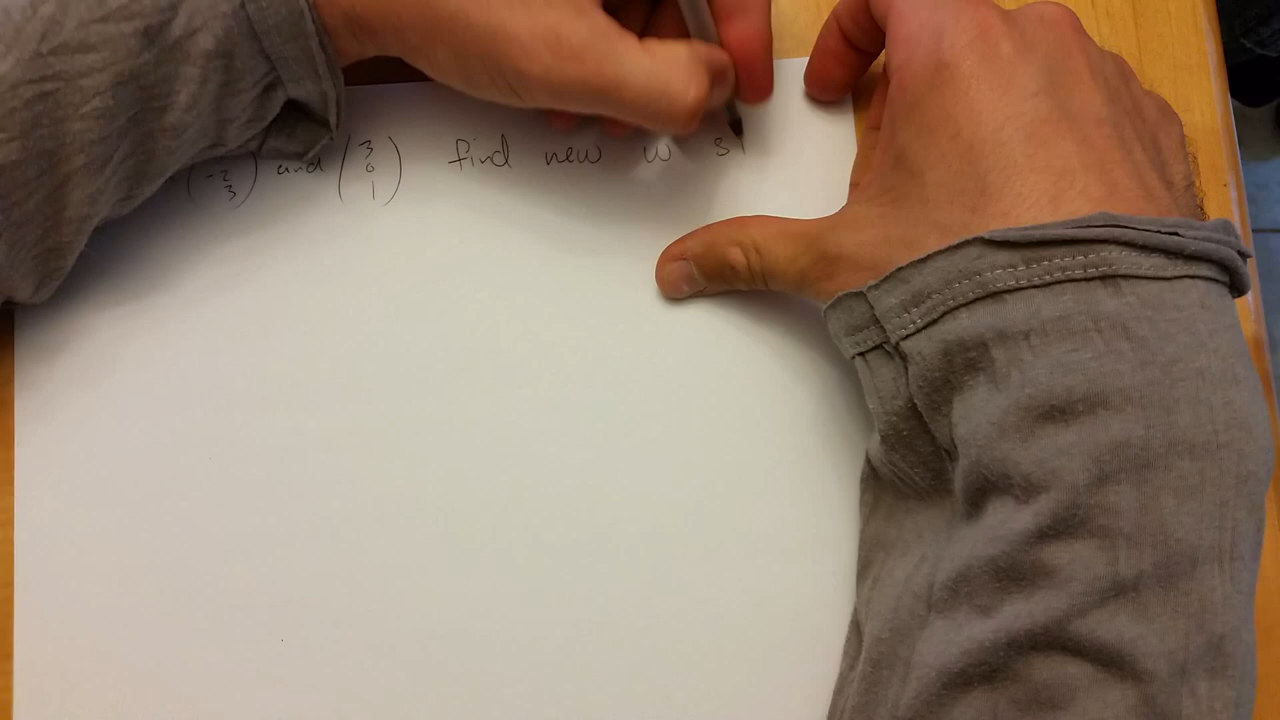 (-2 3) and (3 0 1) find new w